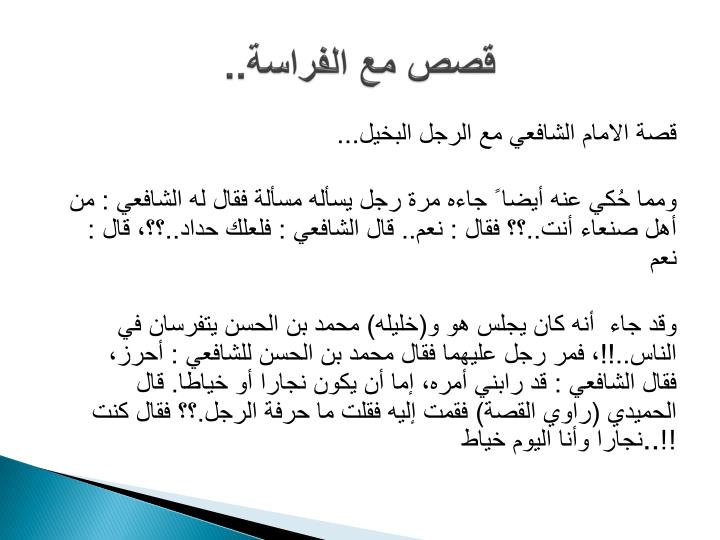 قصص مع الفراسة..
قصة الامام الشافعي مع الرجل البخيل...
ومما حُكي عنه أيضا ً جاءه مرة رجل يسأله مسألة فقال له الشافعي : من
أهل صنعاء أنت..؟؟ فقال : نعم.. قال الشافعي : فلعلك حداد..؟؟، قال :
نعم
وقد جاء  أنه كان يجلس هو و(خليله) محمد بن الحسن يتفرسان في
الناس..!!، فمر رجل عليهما فقال محمد بن الحسن للشافعي : أحرز،
فقال الشافعي : قد رابني أمره، إما أن يكون نجارا أو خياطا. قال
الحميدي (راوي القصة) فقمت إليه فقلت ما حرفة الرجل.؟؟ فقال كنت
!!..نجارا وأنا اليوم خياط